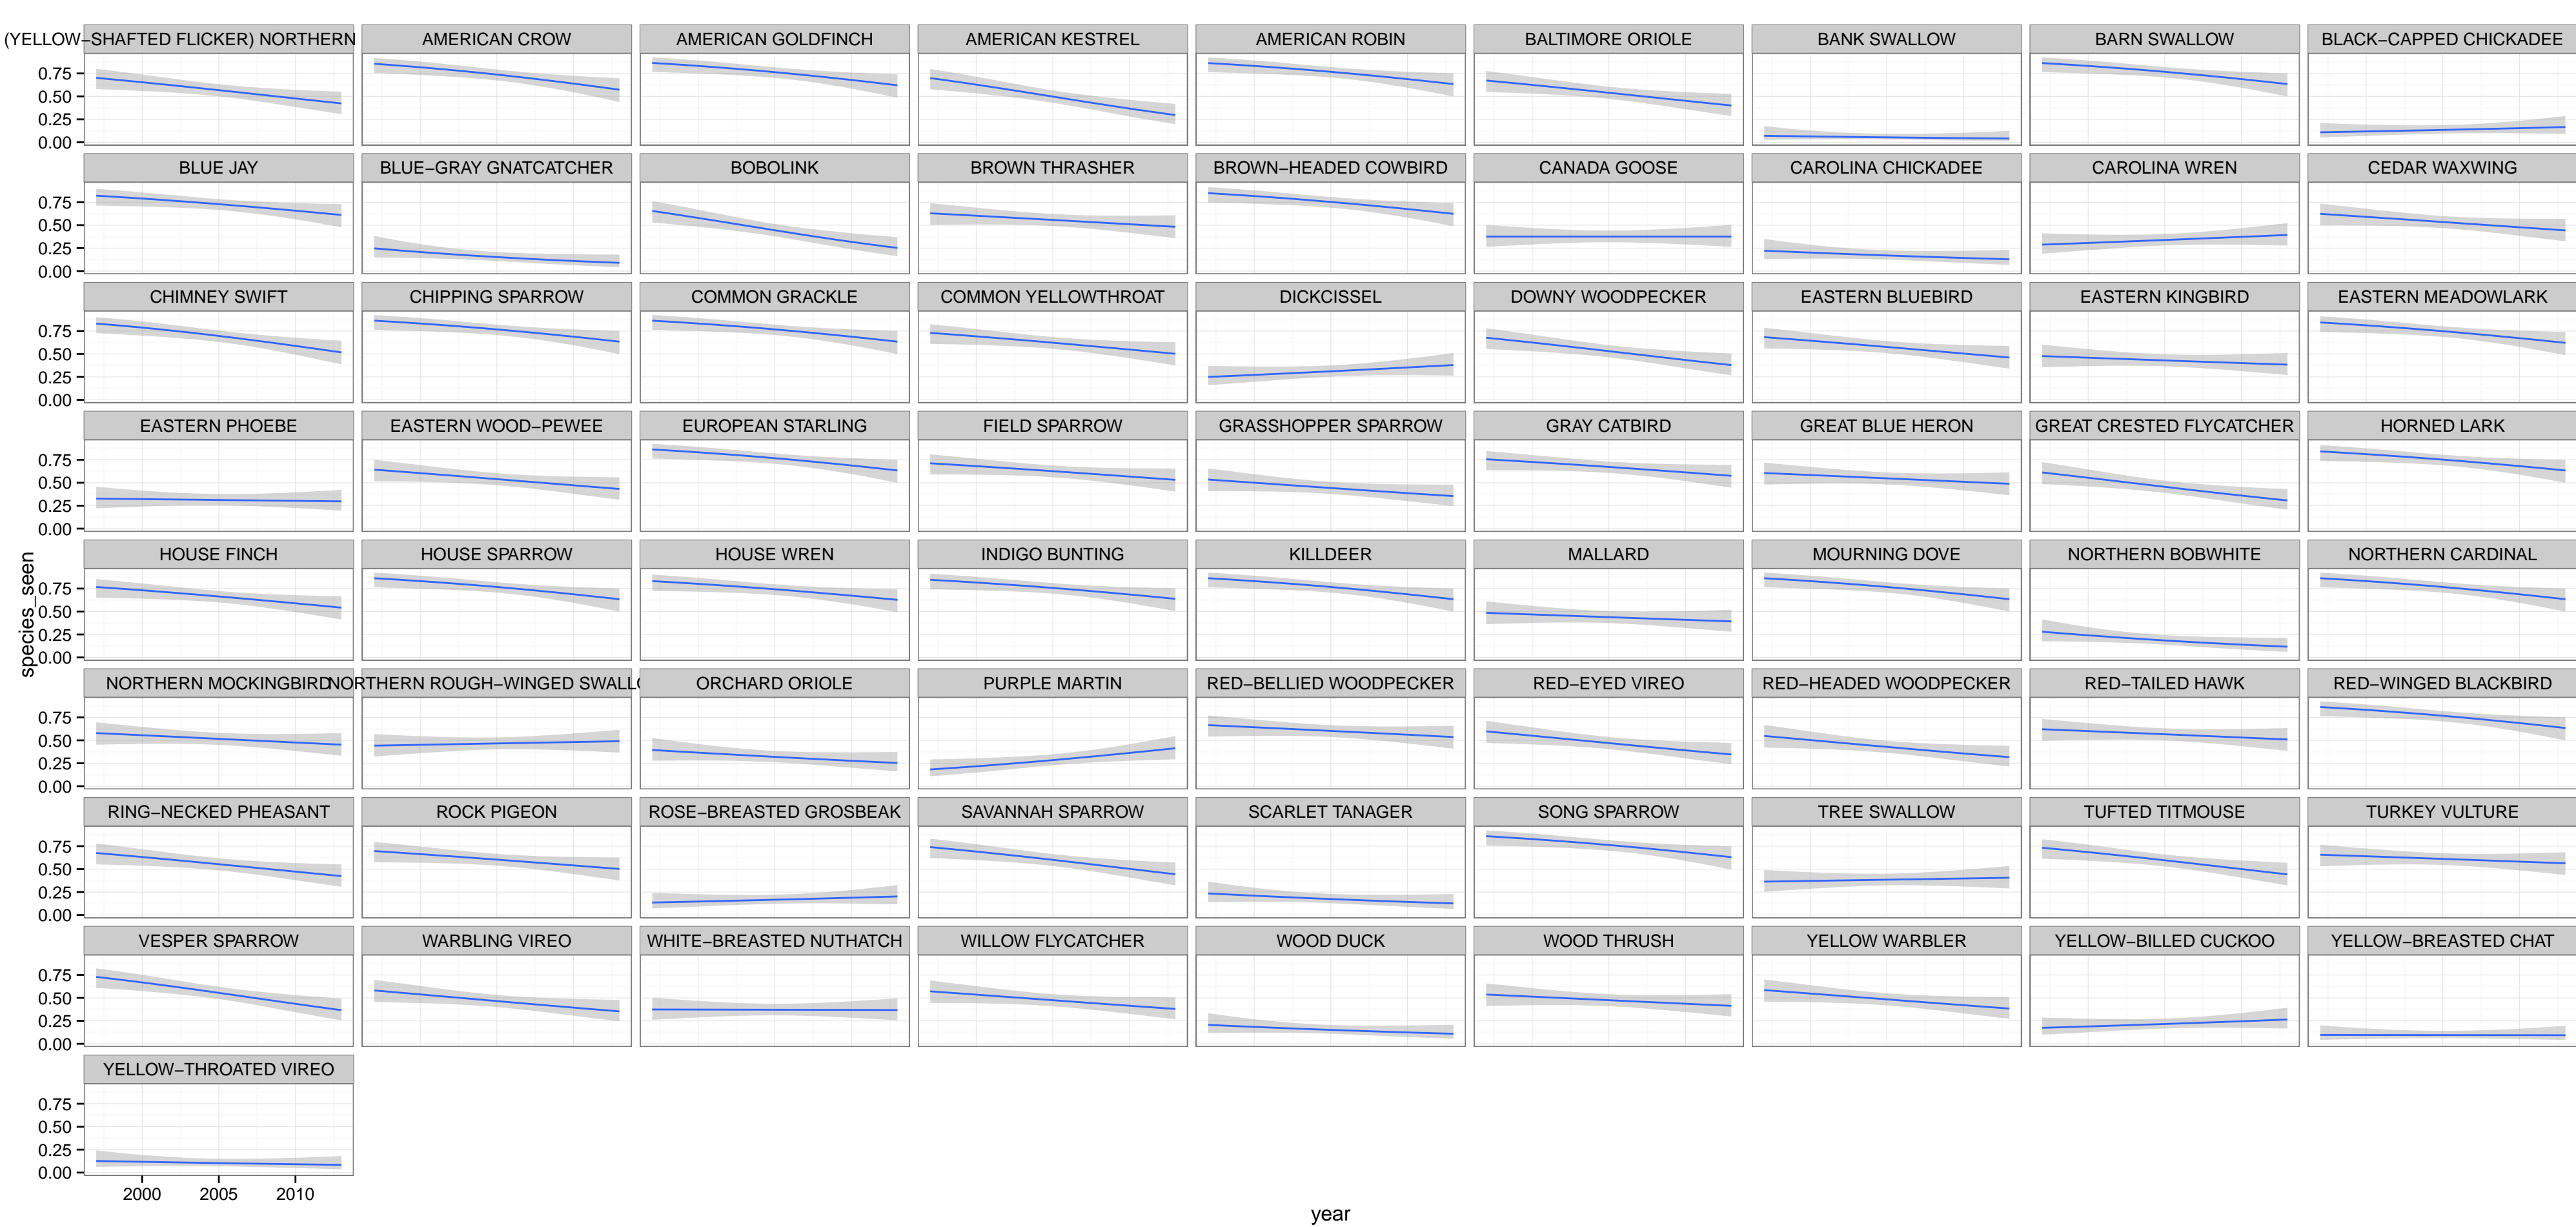 (YELLOW−SHAFTED FLICKER) NORTHERN
AMERICAN CROW
AMERICAN GOLDFINCH
AMERICAN KESTREL
AMERICAN ROBIN
BALTIMORE ORIOLE
BANK SWALLOW
BARN SWALLOW
BLACK−CAPPED CHICKADEE
0.75
0.50
0.25
0.00
BLUE JAY
BLUE−GRAY GNATCATCHER
BOBOLINK
BROWN THRASHER
BROWN−HEADED COWBIRD
CANADA GOOSE
CAROLINA CHICKADEE
CAROLINA WREN
CEDAR WAXWING
0.75
0.50
0.25
0.00
CHIMNEY SWIFT
CHIPPING SPARROW
COMMON GRACKLE
COMMON YELLOWTHROAT
DICKCISSEL
DOWNY WOODPECKER
EASTERN BLUEBIRD
EASTERN KINGBIRD
EASTERN MEADOWLARK
0.75
0.50
0.25
0.00
EASTERN PHOEBE
EASTERN WOOD−PEWEE
EUROPEAN STARLING
FIELD SPARROW
GRASSHOPPER SPARROW
GRAY CATBIRD
GREAT BLUE HERON
GREAT CRESTED FLYCATCHER
HORNED LARK
0.75
0.50
0.25
0.00
species_seen
HOUSE FINCH
HOUSE SPARROW
HOUSE WREN
INDIGO BUNTING
KILLDEER
MALLARD
MOURNING DOVE
NORTHERN BOBWHITE
NORTHERN CARDINAL
0.75
0.50
0.25
0.00
NORTHERN MOCKINGBIRD
NORTHERN ROUGH−WINGED SWALLO
ORCHARD ORIOLE
PURPLE MARTIN
RED−BELLIED WOODPECKER
RED−EYED VIREO
RED−HEADED WOODPECKER
RED−TAILED HAWK
RED−WINGED BLACKBIRD
0.75
0.50
0.25
0.00
RING−NECKED PHEASANT
ROCK PIGEON
ROSE−BREASTED GROSBEAK
SAVANNAH SPARROW
SCARLET TANAGER
SONG SPARROW
TREE SWALLOW
TUFTED TITMOUSE
TURKEY VULTURE
0.75
0.50
0.25
0.00
VESPER SPARROW
WARBLING VIREO
WHITE−BREASTED NUTHATCH
WILLOW FLYCATCHER
WOOD DUCK
WOOD THRUSH
YELLOW WARBLER
YELLOW−BILLED CUCKOO
YELLOW−BREASTED CHAT
0.75
0.50
0.25
0.00
YELLOW−THROATED VIREO
0.75
0.50
0.25
0.00
2000
2005
2010
year